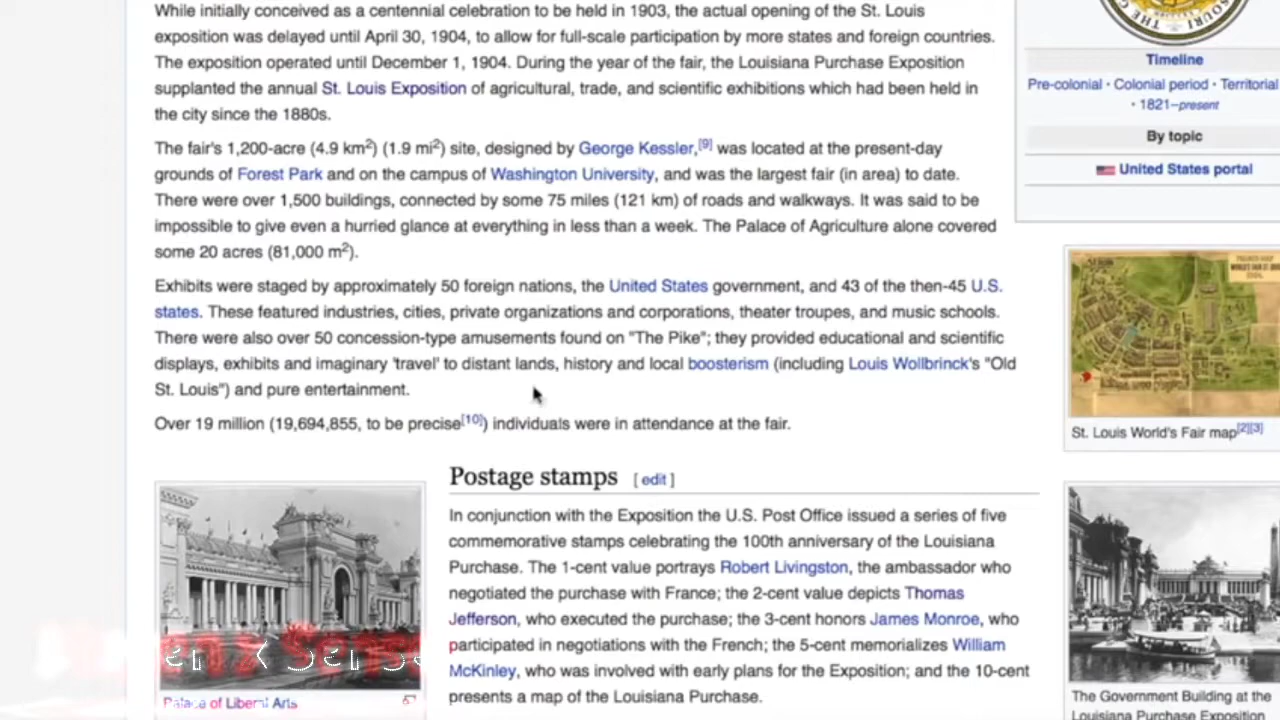 While initially conceived as a centennial celebration to be held in 1903, the actual opening of the St. Louis
exposition was delayed until April 30, 1904, to allow for full-scale participation by more states and foreign countries.
The exposition operated until December 1, 1904. During the year of the fair, the Louisiana Purchase Exposition
supplanted the annual St. Louis Exposition of agricultural, trade, and scientific exhibitions which had been held in
the city since the 1880s.
The fair's 1,200-acre (4.9 km²) (1.9 mi²) site, designed by George Kessler,[9] was located at the present-day
grounds of Forest Park and on the campus of Washington University, and was the largest fair (in area) to date.
There were over 1,500 buildings, connected by some 75 miles (121 km) of roads and walkways. It was said to be
impossible to give even a hurried glance at everything in less than a week. The Palace of Agriculture alone covered
some 20 acres (81,000 m²).
Exhibits were staged by approximately 50 foreign nations, the United States government, and 43 of the then-45 U.S.
states. These featured industries, cities, private organizations and corporations, theater troupes, and music schools.
There were also over 50 concession-type amusements found on "The Pike"; they provided educational and scientific
displays, exhibits and imaginary 'travel' to distant lands, history and local boosterism (including Louis Wollbrinck's "Old
St. Louis") and pure entertainment.
Over 19 million (19,694,855, to be precise[10]) individuals were in attendance at the fair.
Postage stamps [ edit ]
In conjunction with the Exposition the U.S. Post Office issued a series of five
commemorative stamps celebrating the 100th anniversary of the Louisiana
Purchase. The 1-cent value portrays Robert Livingston, the ambassador who
negotiated the purchase with France; the 2-cent value depicts Thomas
Jefferson, who executed the purchase; the 3-cent honors James Monroe, who
participated in negotiations with the French; the 5-cent memorializes William
McKinley, who was involved with early plans for the Exposition; and the 10-cent
presents a map of the Louisiana Purchase.
Palace of Liberal Arts
Timeline
Pre-colonial · Colonial period · Territorial
· 1821–present
By topic
United States portal
St. Louis World's Fair map[2][3]
The Government Building at the
Louisiana Purchase Exposition